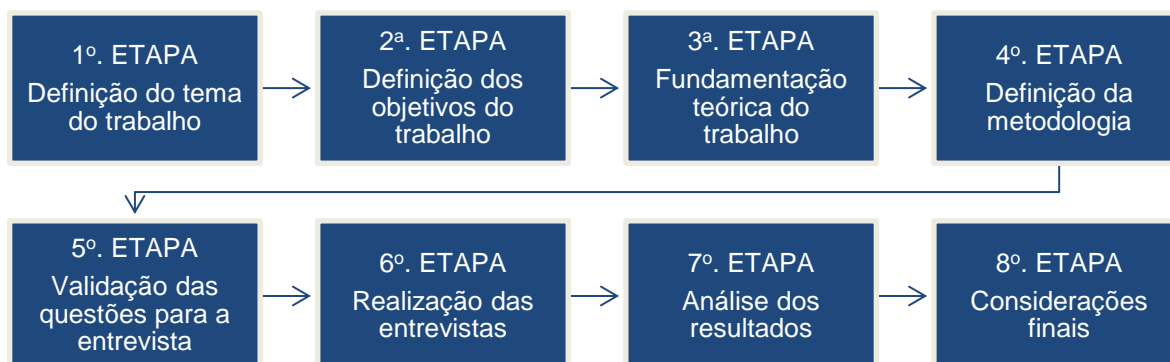 1º. ETAPA
Definição do tema
do trabalho
2ª. ETAPA
Definição dos
objetivos do
trabalho
3ª. ETAPA
Fundamentação
teórica do
trabalho
4º. ETAPA
Definição da
metodologia
5º. ETAPA
Validação das
questões para a
entrevista
6º. ETAPA
Realização das
entrevistas
7º. ETAPA
Análise dos
resultados
8º. ETAPA
Considerações
finais